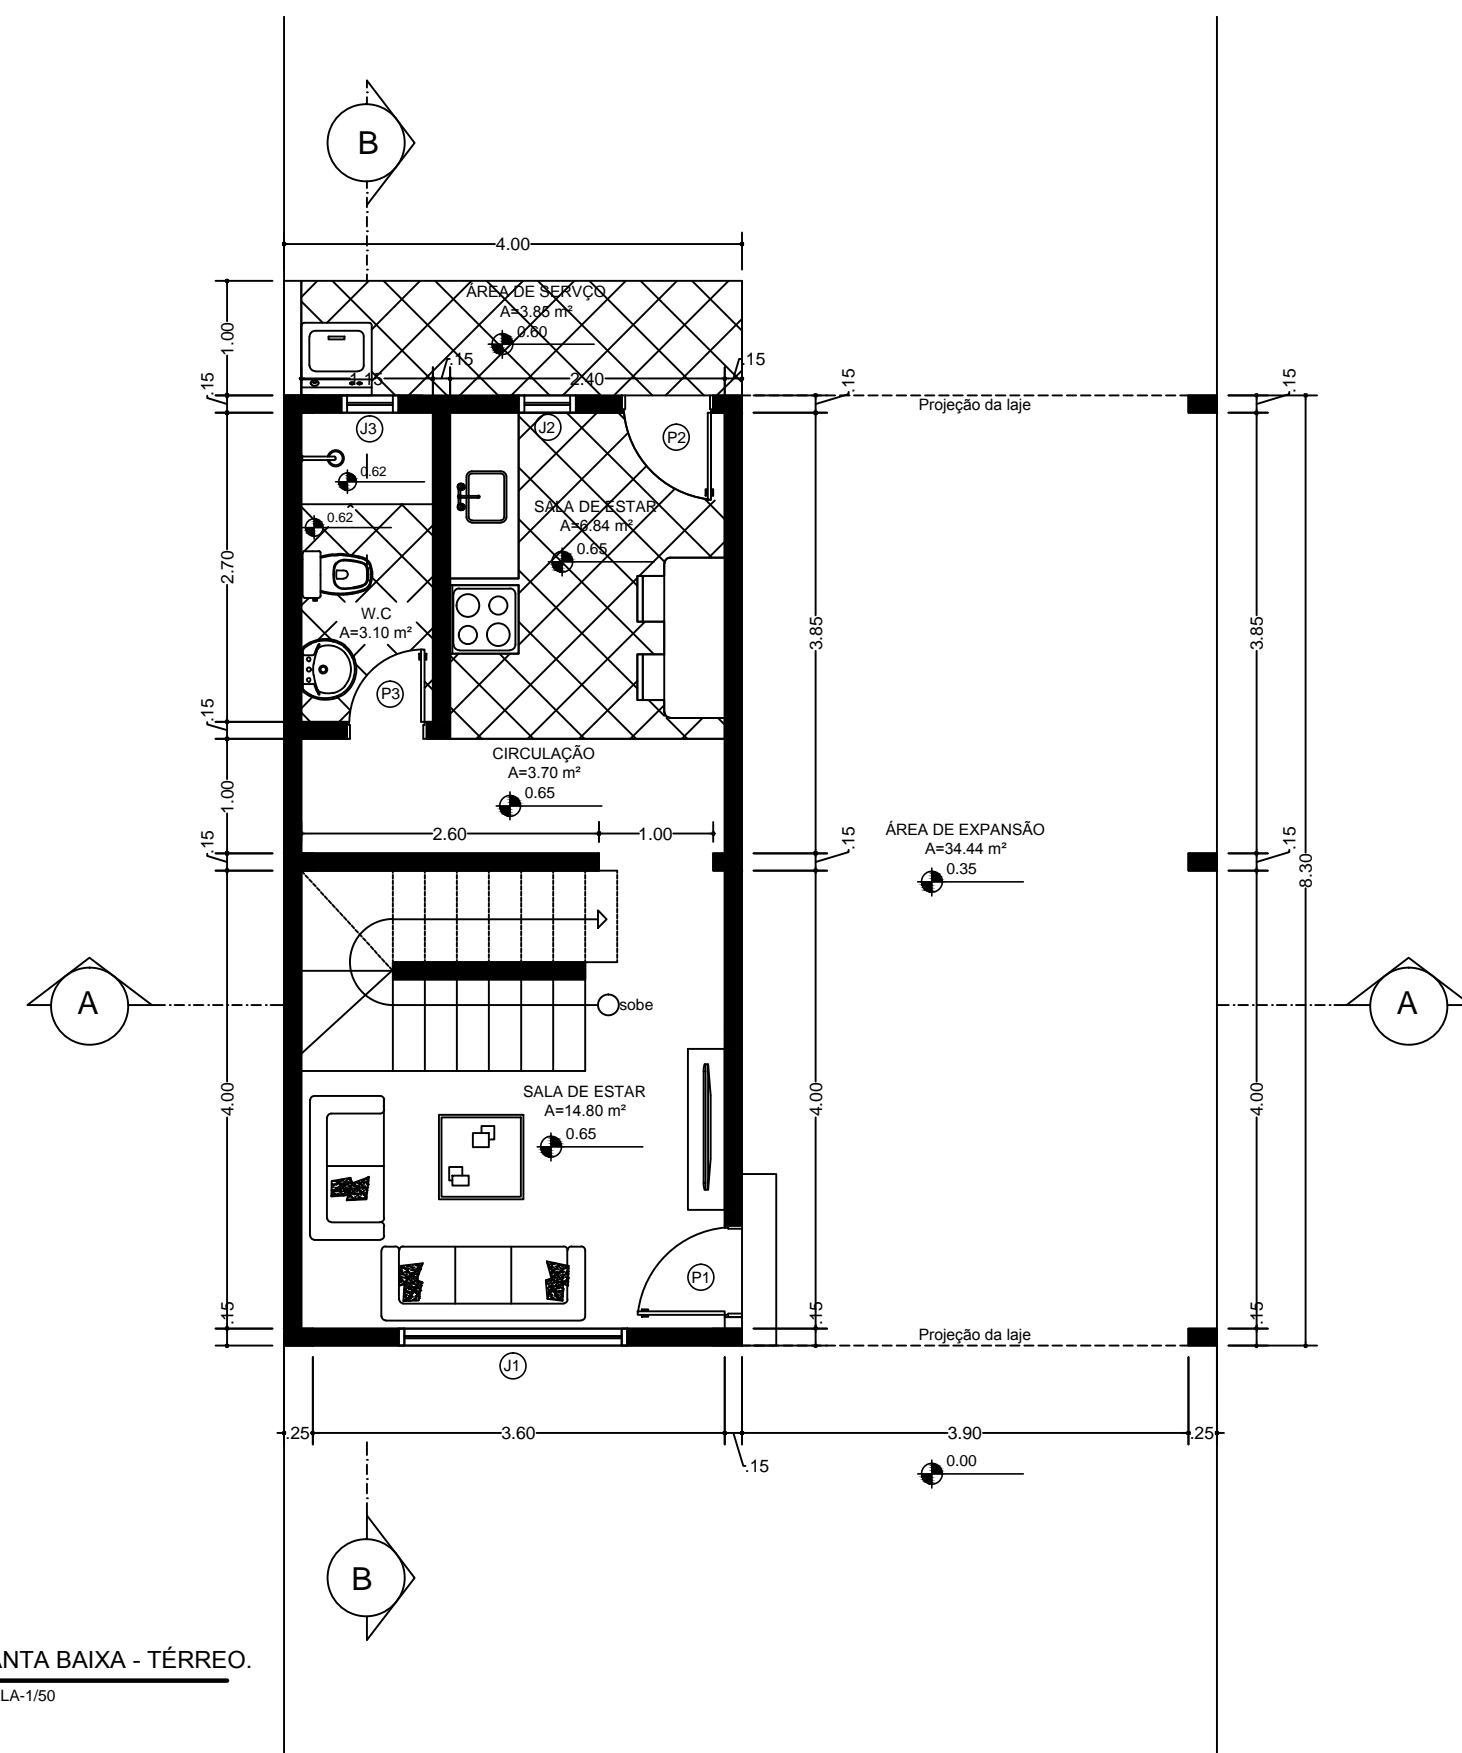 B
4.00
ÁREA DE SERVÇO
A=3.85 m²
0.60
1.00
.15
1.15
.15
2.40
.15
.15
Projeção da laje
.15
J3
J2
P2
0.62
0.62
SALA DE ESTAR
A=6.84 m²
0.65
2.70
W.C
A=3.10 m²
P3
3.85
3.85
.15
CIRCULAÇÃO
A=3.70 m²
0.65
1.00
2.60
1.00
.15
.15
ÁREA DE EXPANSÃO
A=34.44 m²
0.35
.15
8.30
A
sobe
A
SALA DE ESTAR
A=14.80 m²
0.65
4.00
4.00
4.00
P1
.15
.15
.15
Projeção da laje
J1
.25
3.60
.15
3.90
.25
0.00
B
ANTA BAIXA - TÉRREO.
LA-1/50